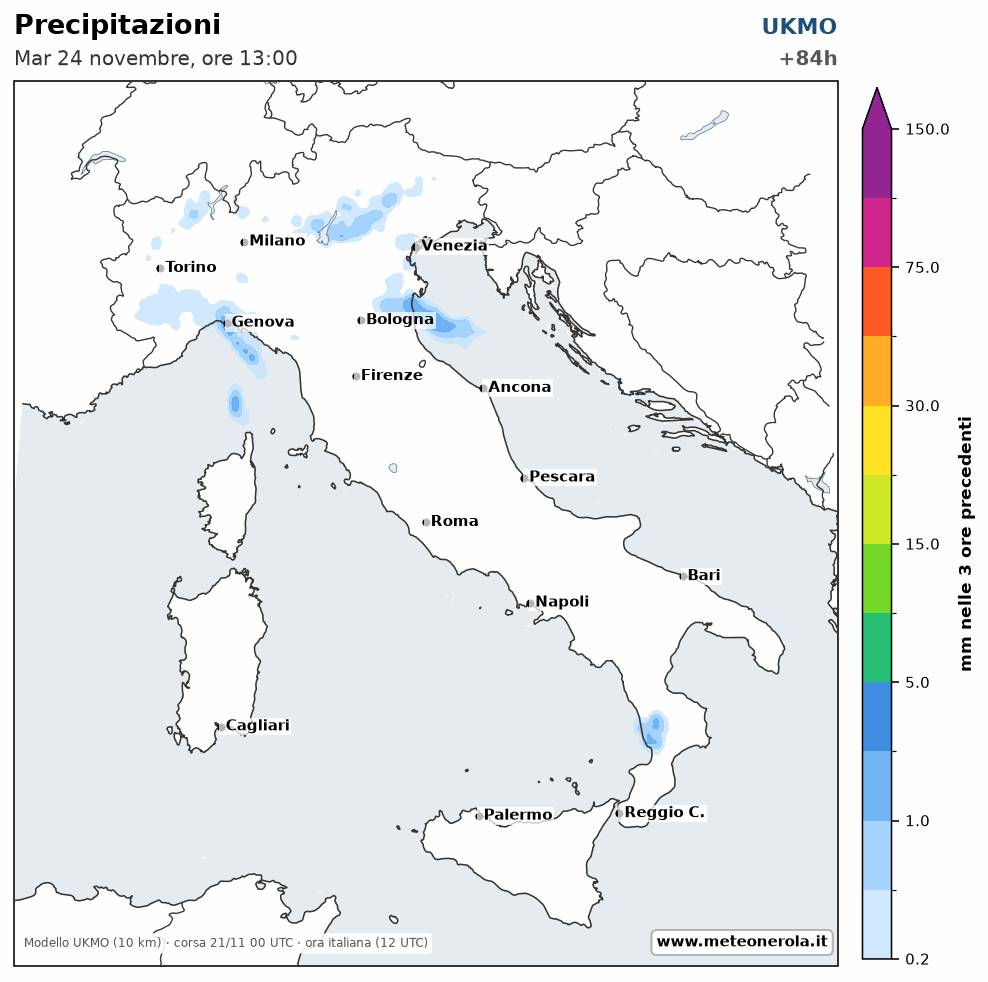 Precipitazioni
UKMO
Mar 24 novembre, ore 13:00
+84h
150.0
75.0
30.0
15.0
5.0
1.0
0.2
mm nelle 3 ore precedenti
Milano
Venezia
Torino
Genova
Bologna
Firenze
Ancona
Pescara
Roma
Bari
Napoli
Cagliari
Palermo
Reggio C.
Modello UKMO (10 km) · corsa 21/11 00 UTC · ora italiana (12 UTC)
www.meteonerola.it